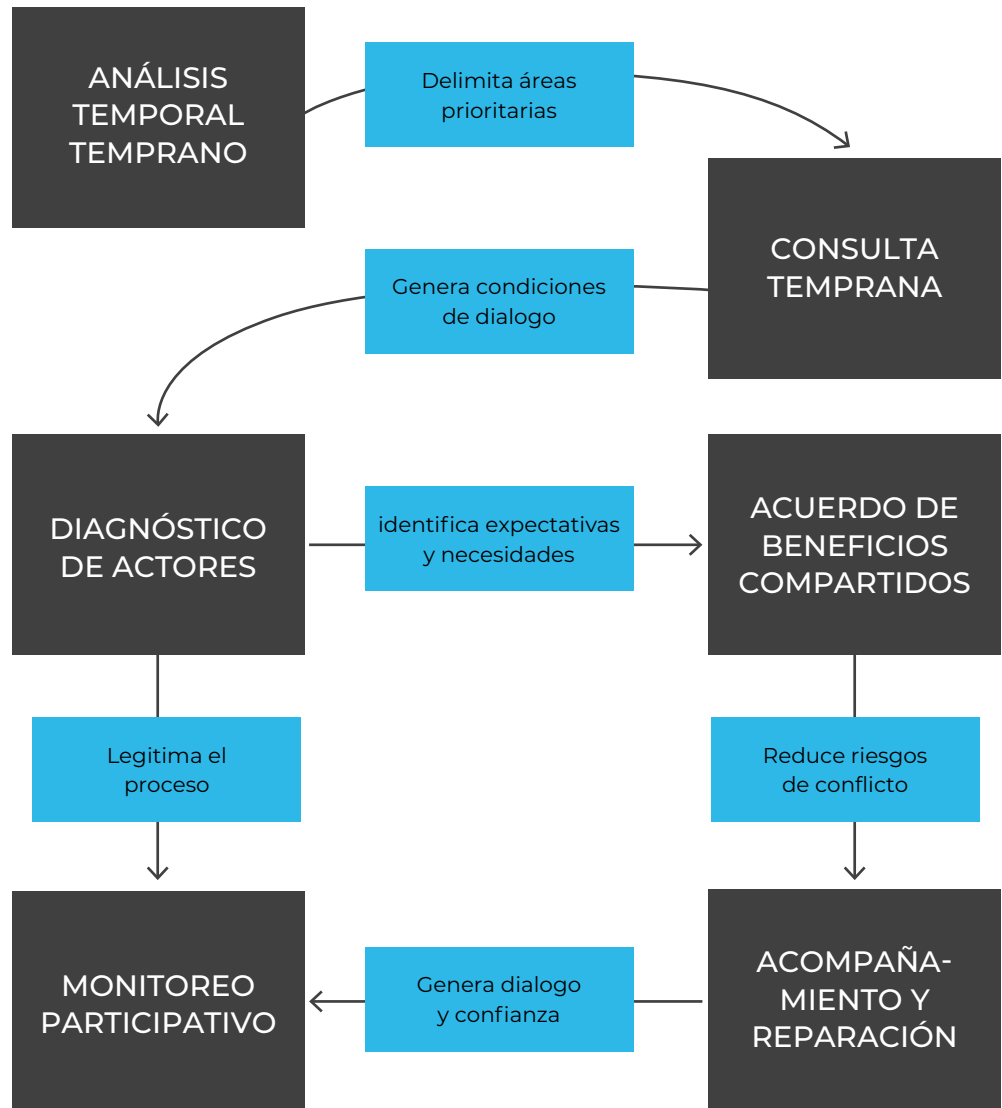 ANÁLISIS
TEMPORAL
TEMPRANO
Delimita áreas
prioritarias
CONSULTA
TEMPRANA
Genera condiciones
de dialogo
DIAGNÓSTICO
DE ACTORES
identifica expectativas
y necesidades
ACUERDO DE
BENEFICIOS
COMPARTIDOS
Legitima el
proceso
Reduce riesgos
de conflicto
MONITOREO
PARTICIPATIVO
Genera dialogo
y confianza
ACOMPAÑA-
MIENTO Y
REPARACIÓN